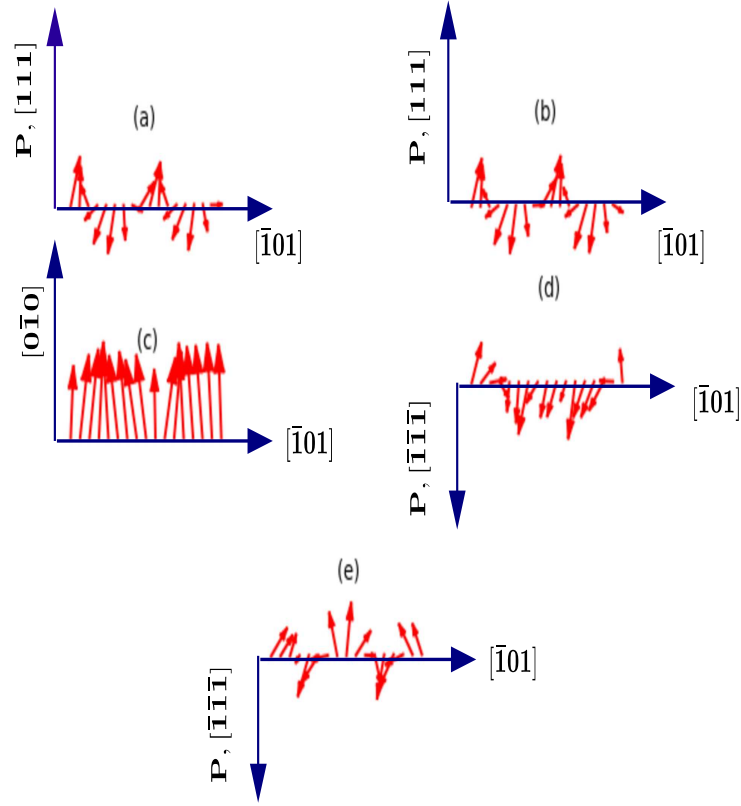 (a)
P, [111]
[1̄01]
(b)
P, [111]
[1̄01]
(c)
[01̄0]
[1̄01]
(d)
P, [1̄1̄1̄]
[1̄01]
(e)
P, [1̄1̄1̄]
[1̄01]